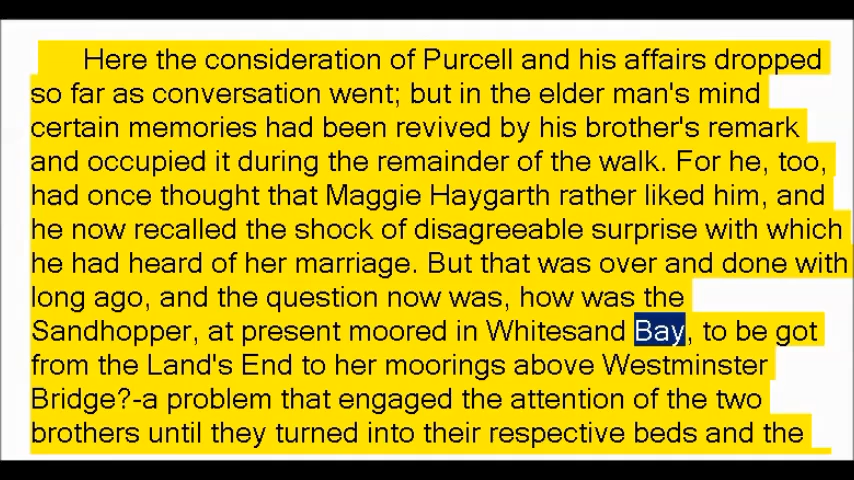 Here the consideration of Purcell and his affairs dropped
so far as conversation went; but in the elder man's mind
certain memories had been revived by his brother's remark
and occupied it during the remainder of the walk. For he, too,
had once thought that Maggie Haygarth rather liked him, and
he now recalled the shock of disagreeable surprise with which
he had heard of her marriage. But that was over and done with
long ago, and the question now was, how was the
Sandhopper, at present moored in Whitesand Bay, to be got
from the Land's End to her moorings above Westminster
Bridge?-a problem that engaged the attention of the two
brothers until they turned into their respective beds and the